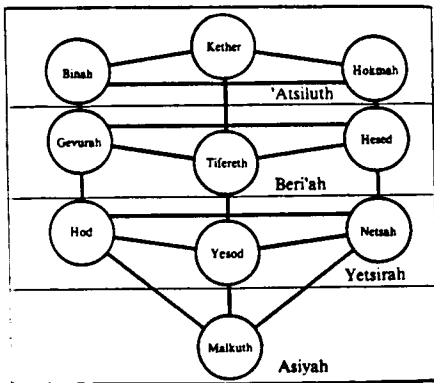 Kether
Binah
Hokmah
'Atsiluth
Gevurah
Hesed
Tifereth
Beri'ah
Hod
Netsah
Yesod
Yetsirah
Malkuth
Asiyah